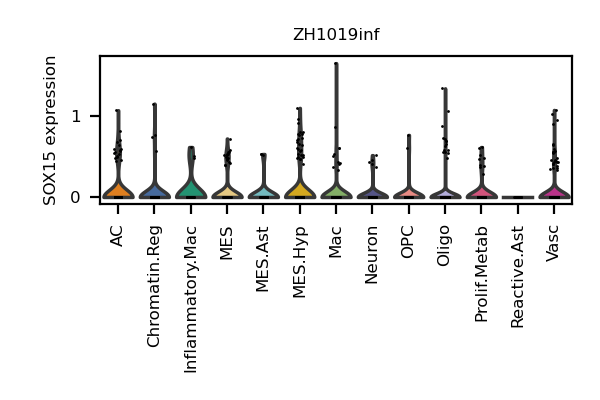 ZH1019inf
SOX15 expression
1
0
AC
Chromatin.Reg
Inflammatory.Mac
MES
MES.Ast
MES.Hyp
Mac
Neuron
OPC
Oligo
Prolif.Metab
Reactive.Ast
Vasc